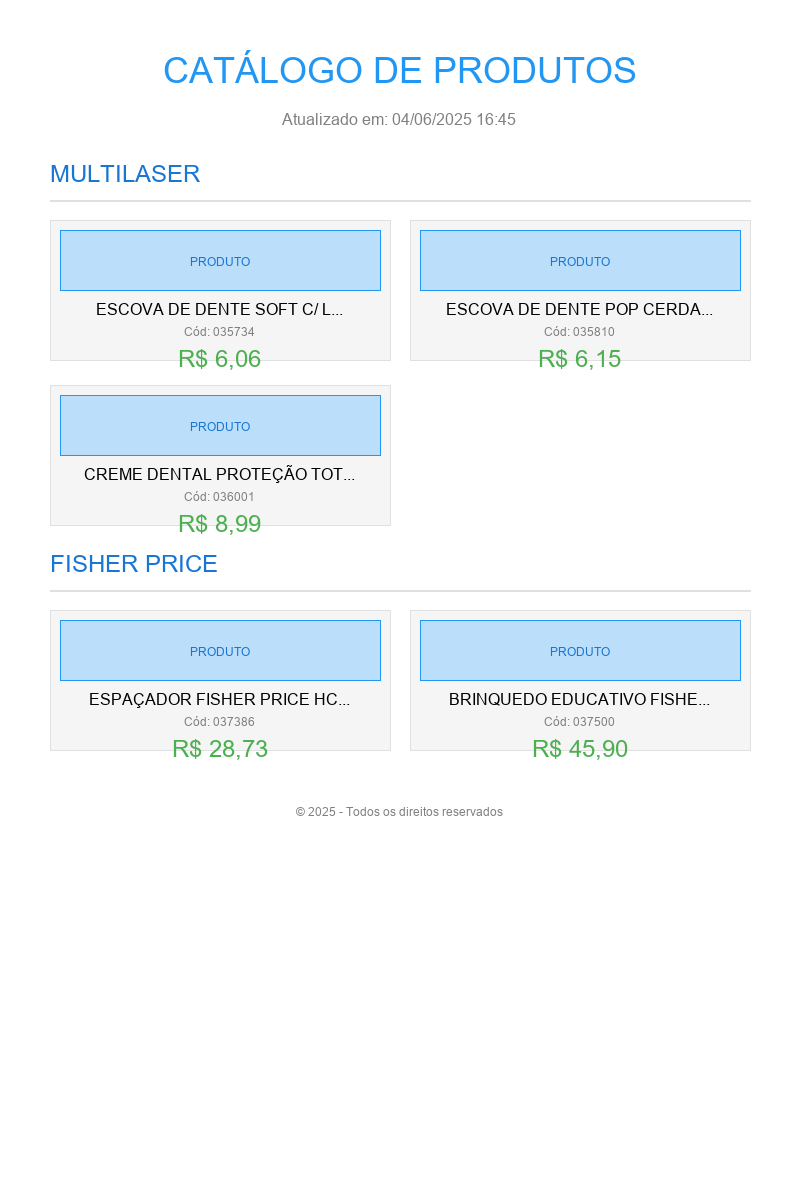 CATÁLOGO DE PRODUTOS
Atualizado em: 04/06/2025 16:45
MULTILASER
PRODUTO
ESCOVA DE DENTE SOFT C/ L...
Cód: 035734
R$ 6,06
PRODUTO
ESCOVA DE DENTE POP CERDA...
Cód: 035810
R$ 6,15
PRODUTO
CREME DENTAL PROTEÇÃO TOT...
Cód: 036001
R$ 8,99
FISHER PRICE
PRODUTO
ESPAÇADOR FISHER PRICE HC...
Cód: 037386
R$ 28,73
PRODUTO
BRINQUEDO EDUCATIVO FISHE...
Cód: 037500
R$ 45,90
© 2025 - Todos os direitos reservados